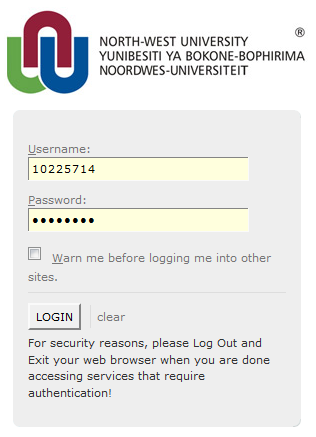 ®
NORTH-WEST UNIVERSITY
YUNIBESITI YA BOKONE-BOPHIRIMA
NOORDWES-UNIVERSITEIT
Username:
10225714
Password:
••••••••
Warn me before logging me into other
sites.
LOGIN clear
For security reasons, please Log Out and
Exit your web browser when you are done
accessing services that require
authentication!